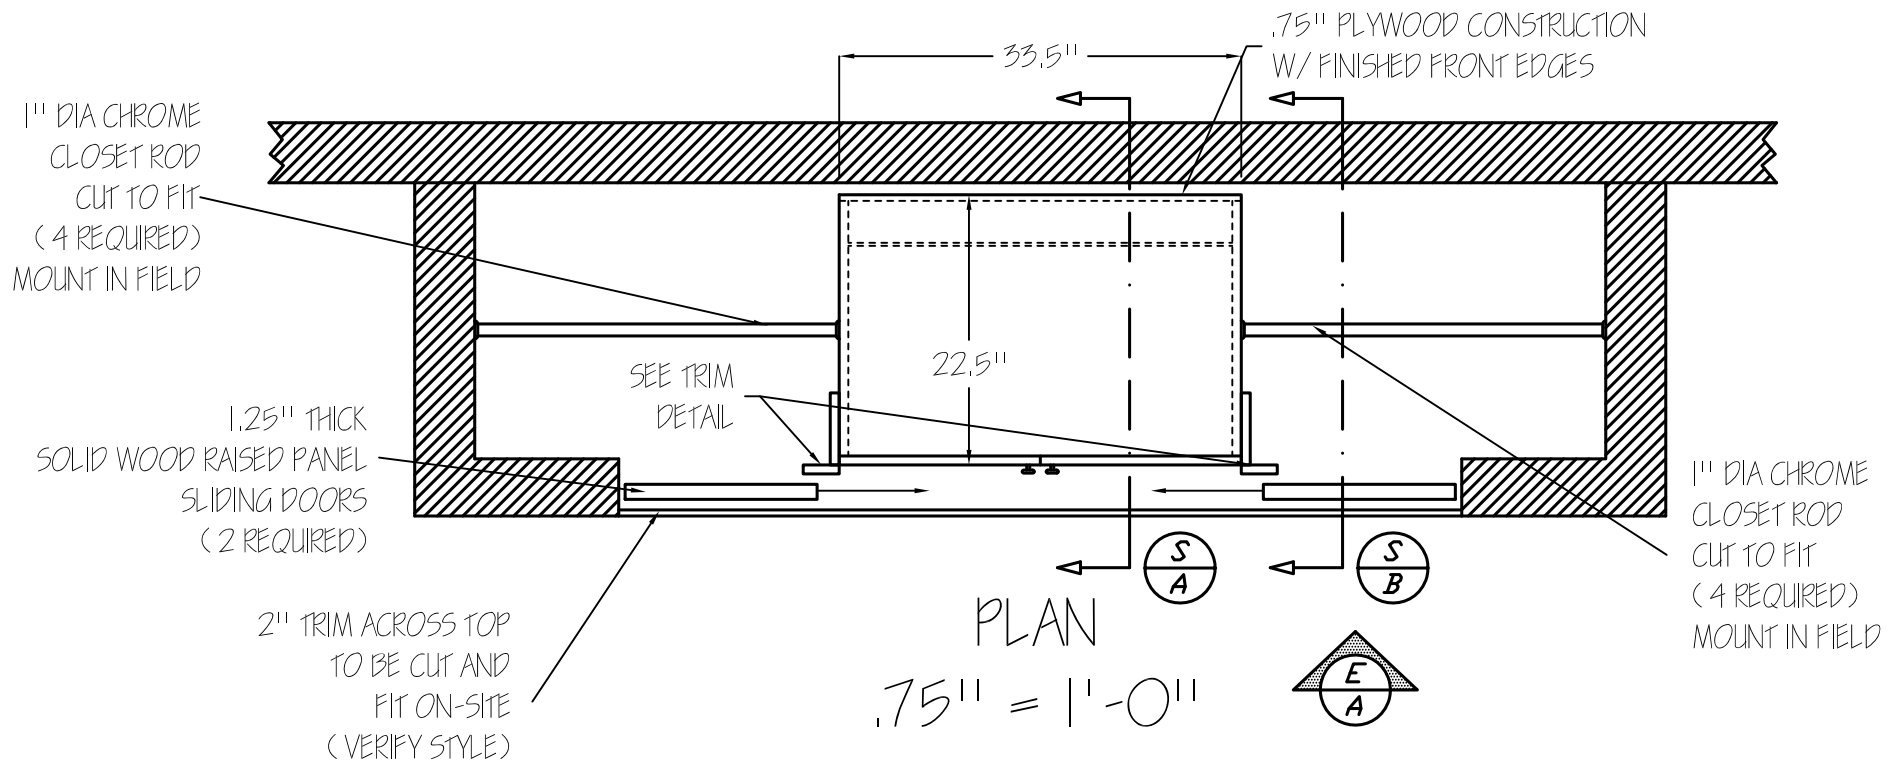 .75" PLYWOOD CONSTRUCTION
W/ FINISHED FRONT EDGES
33.5"
1" DIA CHROME
CLOSET ROD
CUT TO FIT
( 4 REQUIRED)
MOUNT IN FIELD
22.5"
SEE TRIM
DETAIL
1.25" THICK
SOLID WOOD RAISED PANEL
SLIDING DOORS
( 2 REQUIRED)
1" DIA CHROME
CLOSET ROD
CUT TO FIT
( 4 REQUIRED)
MOUNT IN FIELD
S
A
S
B
2" TRIM ACROSS TOP
TO BE CUT AND
FIT ON-SITE
( VERIFY STYLE)
PLAN
.75" = 1'-0"
E
A